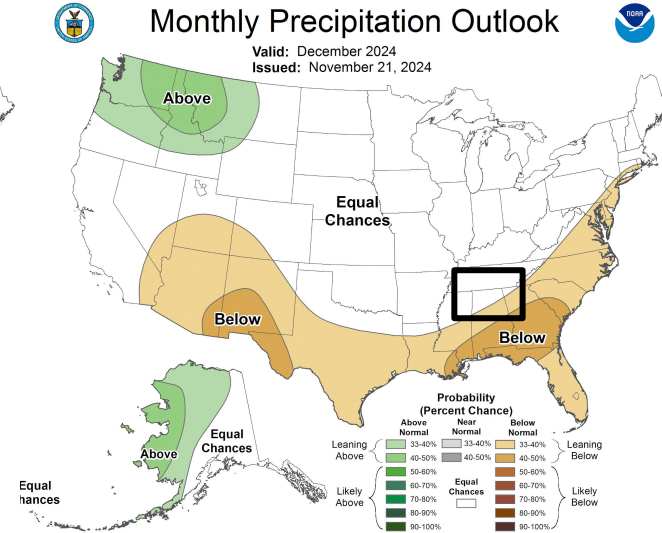 Monthly Precipitation Outlook
Valid: December 2024
Issued: November 21, 2024
NOAA
Above
Equal
Chances
Below
Below
Above
Equal
Chances
Equal
hances
Probability
(Percent Chance)
Above
Normal
Near
Normal
Below
Normal
Leaning
Above
33-40%
33-40%
33-40%
Leaning
Below
40-50%
40-50%
40-50%
Likely
Above
50-60%
60-70%
70-80%
80-90%
90-100%
Equal
Chances
50-60%
60-70%
70-80%
80-90%
90-100%
Likely
Below